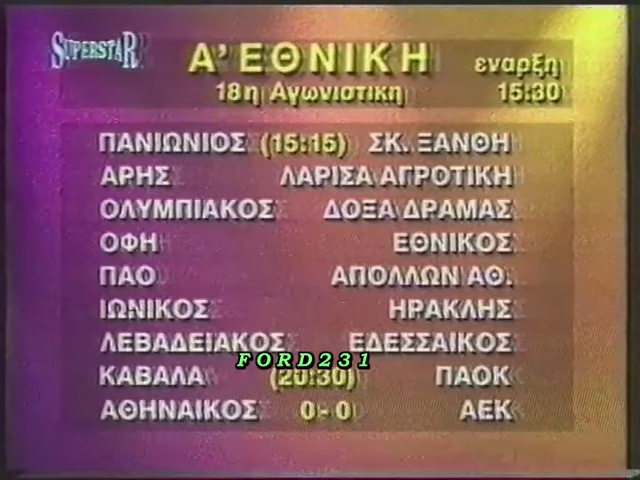 SUPERSTAR
Α' ΕΘΝΙΚΗ εναρξη
18η Αγωνιστικη 15:30
ΠΑΝΙΩΝΙΟΣ (15:15) ΣΚ. ΞΑΝΘΗ
ΑΡΗΣ ΛΑΡΙΣΑ ΑΓΡΟΤΙΚΗ
ΟΛΥΜΠΙΑΚΟΣ ΔΟΞΑ ΔΡΑΜΑΣ
ΟΦΗ ΕΘΝΙΚΟΣ
ΠΑΟ ΑΠΟΛΛΩΝ ΑΘ.
ΙΩΝΙΚΟΣ ΗΡΑΚΛΗΣ
ΛΕΒΑΔΕΙΑΚΟΣ ΕΔΕΣΣΑΙΚΟΣ
FORD231
ΚΑΒΑΛΑ (20:30) ΠΑΟΚ
ΑΘΗΝΑΙΚΟΣ 0-0 ΑΕΚ